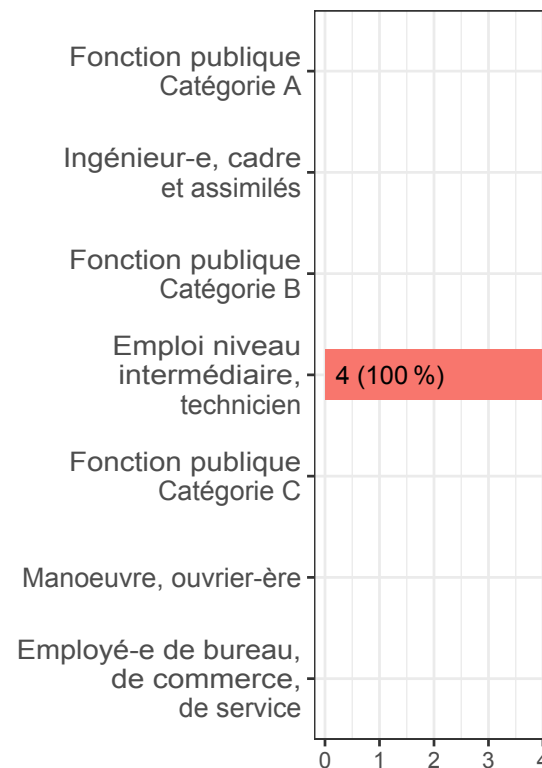 Fonction publique
Catégorie A
Ingénieur-e, cadre
et assimilés
Fonction publique
Catégorie B
Emploi niveau
intermédiaire,
technicien
4 (100 %)
Fonction publique
Catégorie C
Manoeuvre, ouvrier-ère
Employé-e de bureau,
de commerce,
de service
0 1 2 3 4